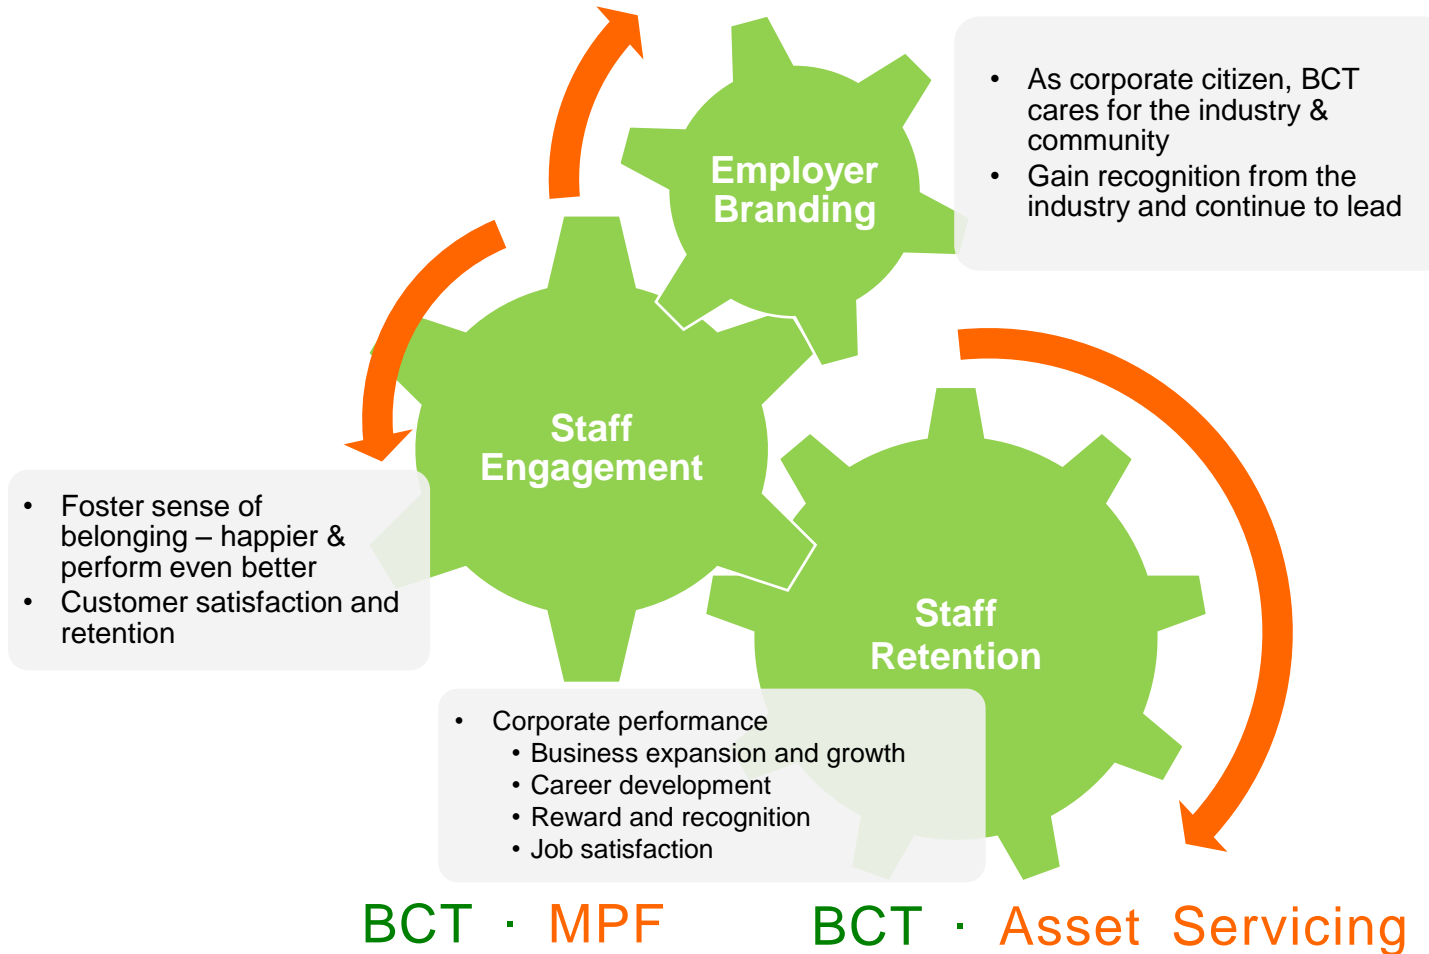 • As corporate citizen, BCT
cares for the industry &
community
• Gain recognition from the
industry and continue to lead
Employer
Branding
Staff
Engagement
• Foster sense of
belonging – happier &
perform even better
• Customer satisfaction and
retention
Staff
Retention
• Corporate performance
• Business expansion and growth
• Career development
• Reward and recognition
• Job satisfaction
BCT · MPF
BCT · Asset Servicing